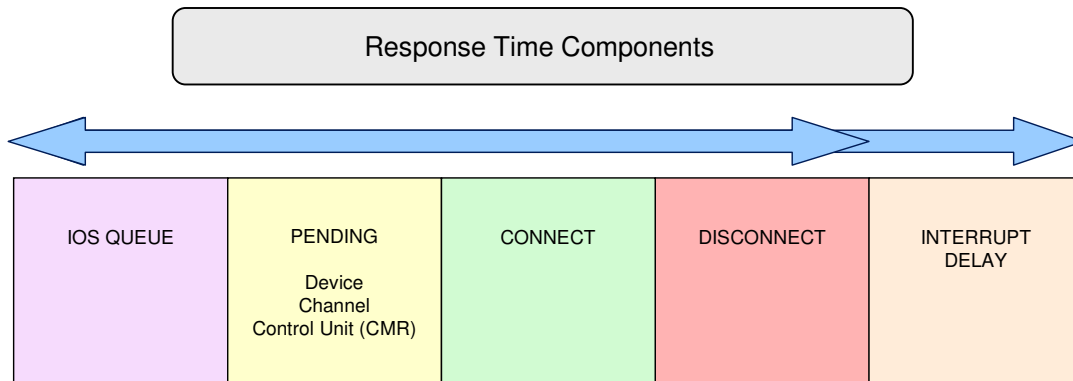 Response Time Components
IOS QUEUE
PENDING
Device
Channel
Control Unit (CMR)
CONNECT
DISCONNECT
INTERRUPT
DELAY